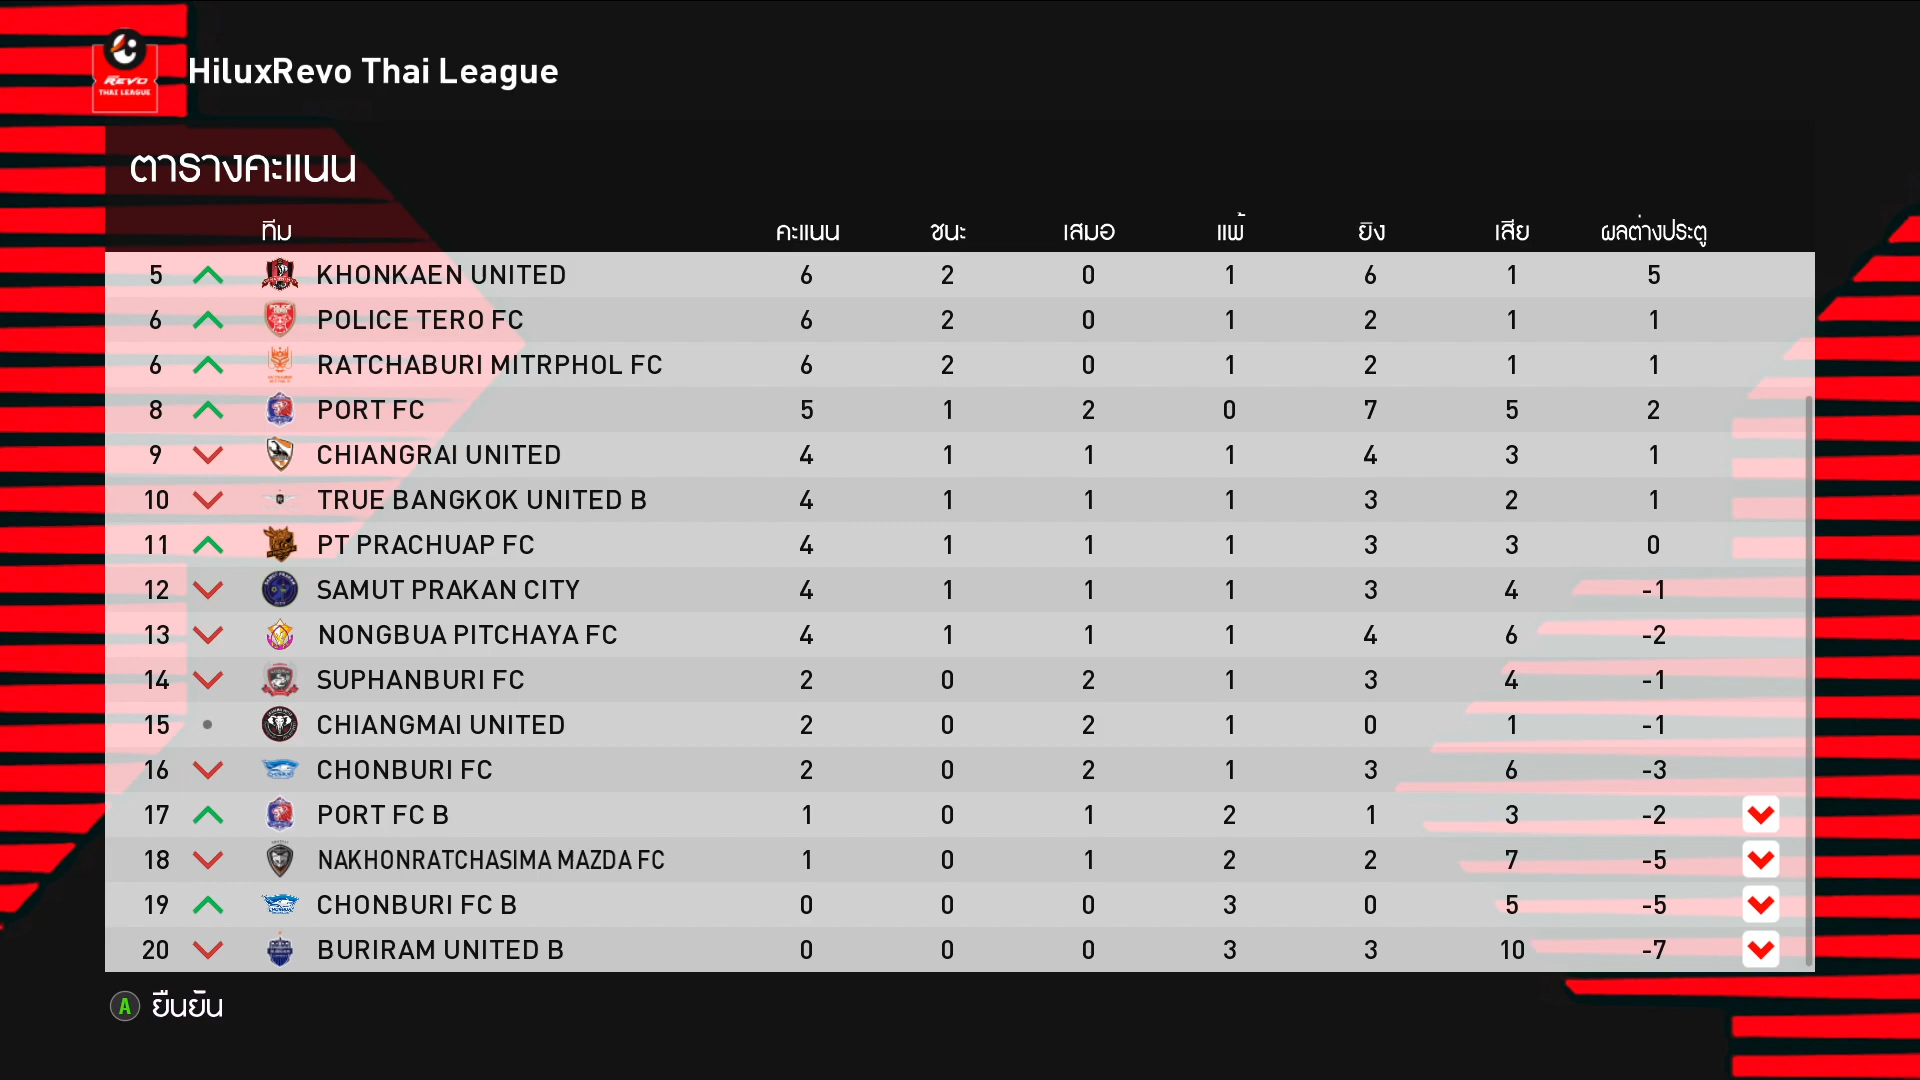 REVO
THAI LEAGUE
HiluxRevo Thai League
ตารางคะแนน
ทีม คะแนน ชนะ เสมอ แพ้ ยิง เสีย ผลต่างประตู
5 KHONKAEN UNITED 6 2 0 1 6 1 5
6 POLICE TERO FC 6 2 0 1 2 1 1
6 RATCHABURI MITRPHOL FC 6 2 0 1 2 1 1
8 PORT FC 5 1 2 0 7 5 2
9 CHIANGRAI UNITED 4 1 1 1 4 3 1
10 TRUE BANGKOK UNITED B 4 1 1 1 3 2 1
11 PT PRACHUAP FC 4 1 1 1 3 3 0
12 SAMUT PRAKAN CITY 4 1 1 1 3 4 -1
13 NONGBUA PITCHAYA FC 4 1 1 1 4 6 -2
14 SUPHANBURI FC 2 0 2 1 3 4 -1
15 CHIANGMAI UNITED 2 0 2 1 0 1 -1
16 CHONBURI FC 2 0 2 1 3 6 -3
17 PORT FC B 1 0 1 2 1 3 -2
18 NAKHONRATCHASIMA MAZDA FC 1 0 1 2 2 7 -5
19 CHONBURI FC B 0 0 0 3 0 5 -5
20 BURIRAM UNITED B 0 0 0 3 3 10 -7
A ยืนยัน